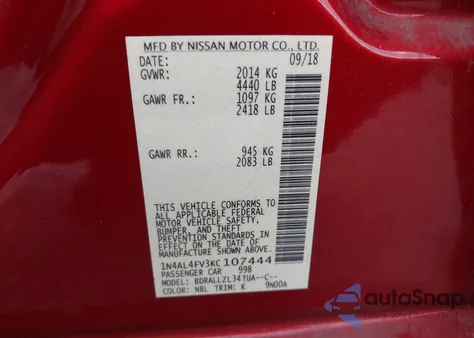 MFD BY NISSAN MOTOR CO., LTD.
DATE: 09/18
GVWR: 2014 KG
4440 LB
GAWR FR.: 1097 KG
2418 LB
GAWR RR.: 945 KG
2083 LB
THIS VEHICLE CONFORMS TO
ALL APPLICABLE U.S. FEDERAL
MOTOR VEHICLE SAFETY,
BUMPER, AND THEFT
PREVENTION STANDARDS IN
EFFECT ON THE DATE OF
MANUFACTURE SHOWN ABOVE.
1N4AL4FV3KC 107444
PASSENGER CAR 998
MODEL: BDRALLZL34TUA--C--
COLOR: NBL TRIM: K 9N00A
autoSnap